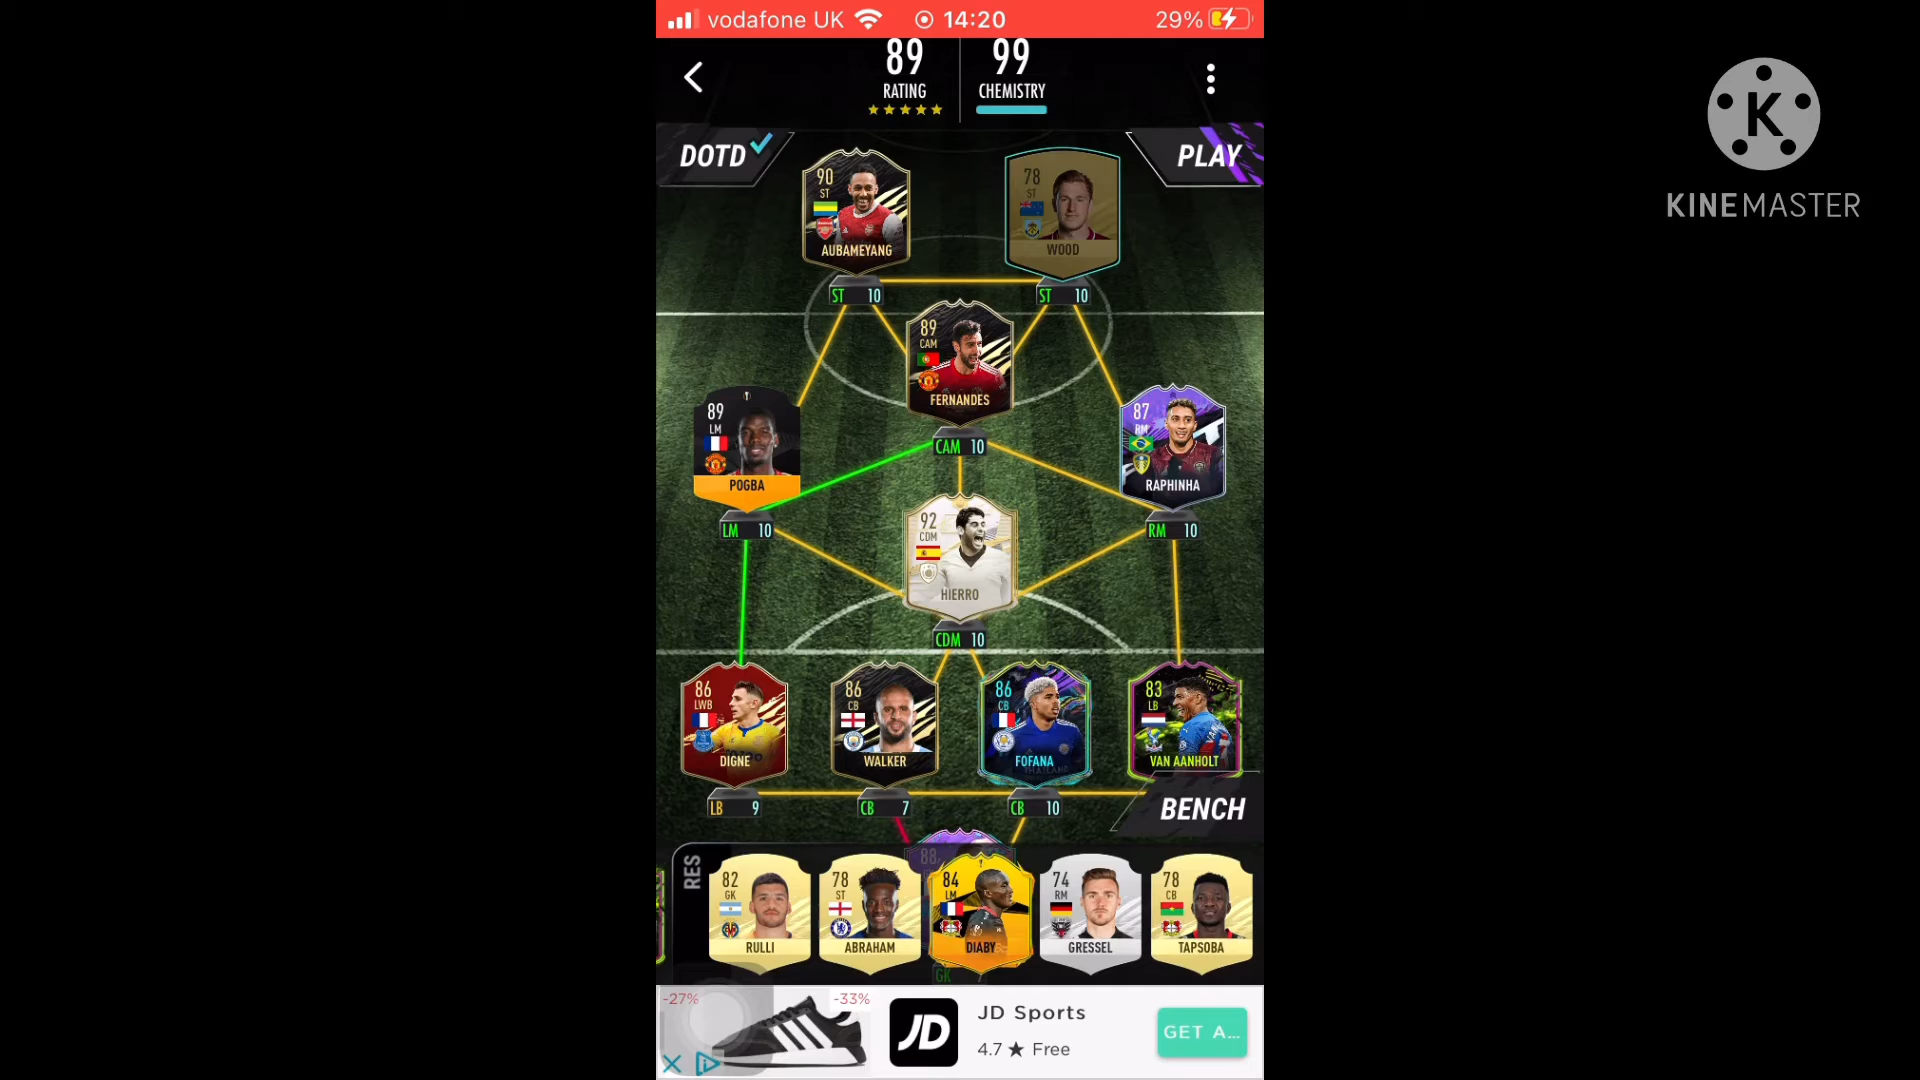 vodafone UK 14:20 29%
89 99
RATING CHEMISTRY
DOTD PLAY
KINEMASTER
K
90
ST
AUBAMEYANG
78
ST
WOOD
ST 10
ST 10
89
CAM
FERNANDES
CAM 10
89
LM
POGBA
LM 10
87
RM
RAPHINHA
RM 10
92
CDM
HIERRO
CDM 10
86
LWB
DIGNE
LB 9
86
CB
WALKER
CB 7
86
CB
FOFANA
CB 10
83
LB
VAN AANHOLT
BENCH
88
RES
82
GK
RULLI
78
ST
ABRAHAM
84
LM
DIABY
74
RM
GRESSEL
78
CB
TAPSOBA
GK
-27% -33%
JD
JD Sports
4.7 ★ Free
GET A...